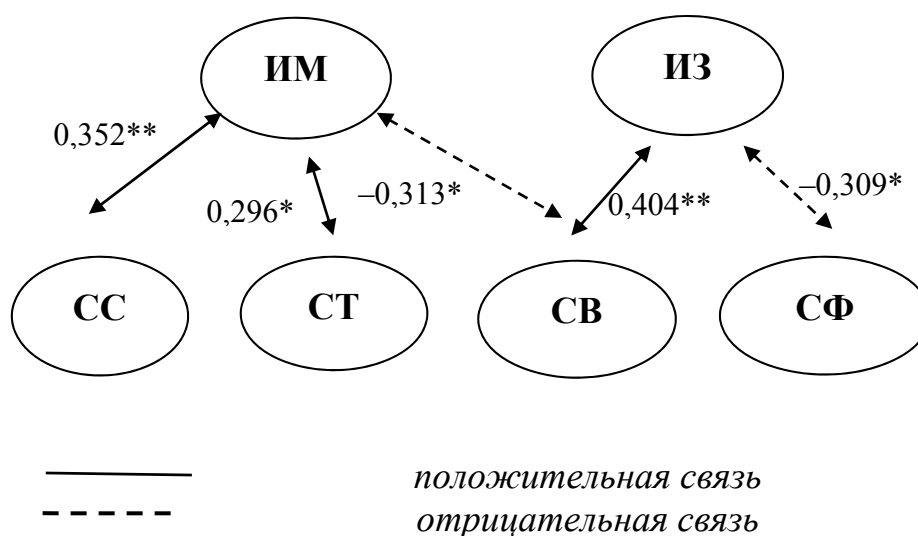 ИМ
ИЗ
0,352**
0,296*
–0,313*
0,404**
–0,309*
СС
СТ
СВ
СФ
положительная связь
отрицательная связь